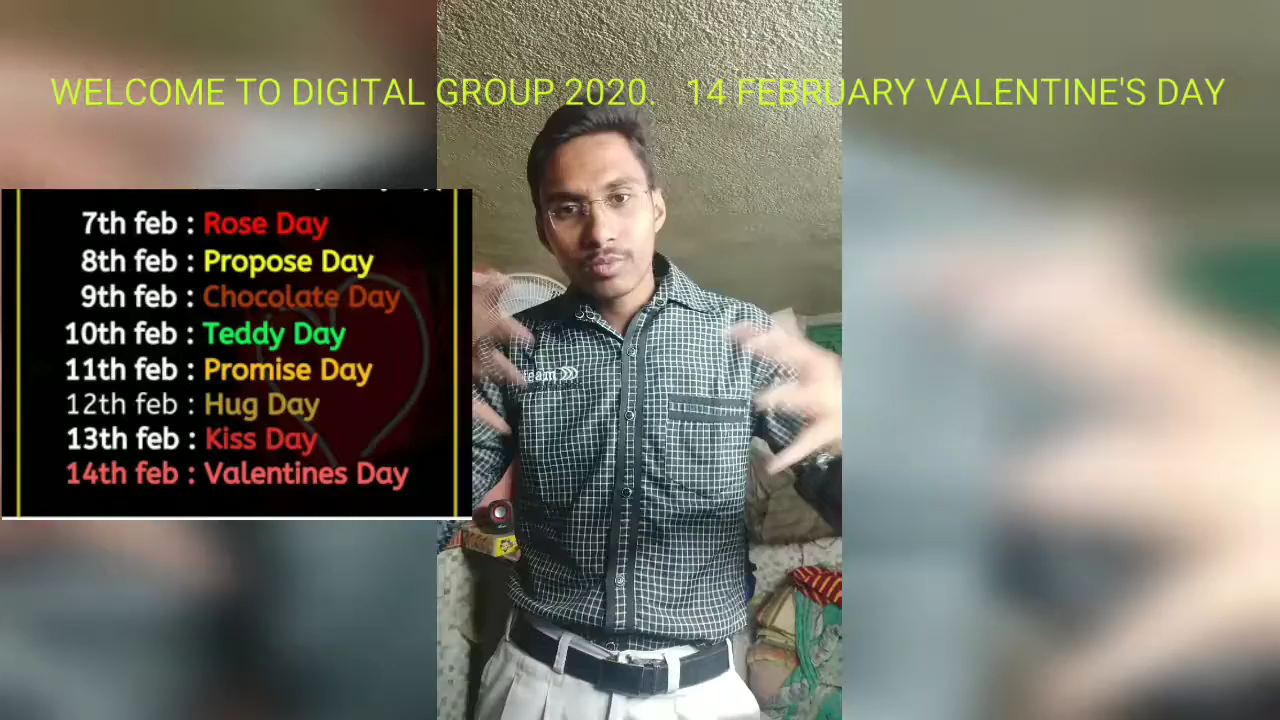 WELCOME TO DIGITAL GROUP 2020. 14 FEBRUARY VALENTINE'S DAY
7th feb : Rose Day
8th feb : Propose Day
9th feb : Chocolate Day
10th feb : Teddy Day
11th feb : Promise Day
12th feb : Hug Day
13th feb : Kiss Day
14th feb : Valentines Day